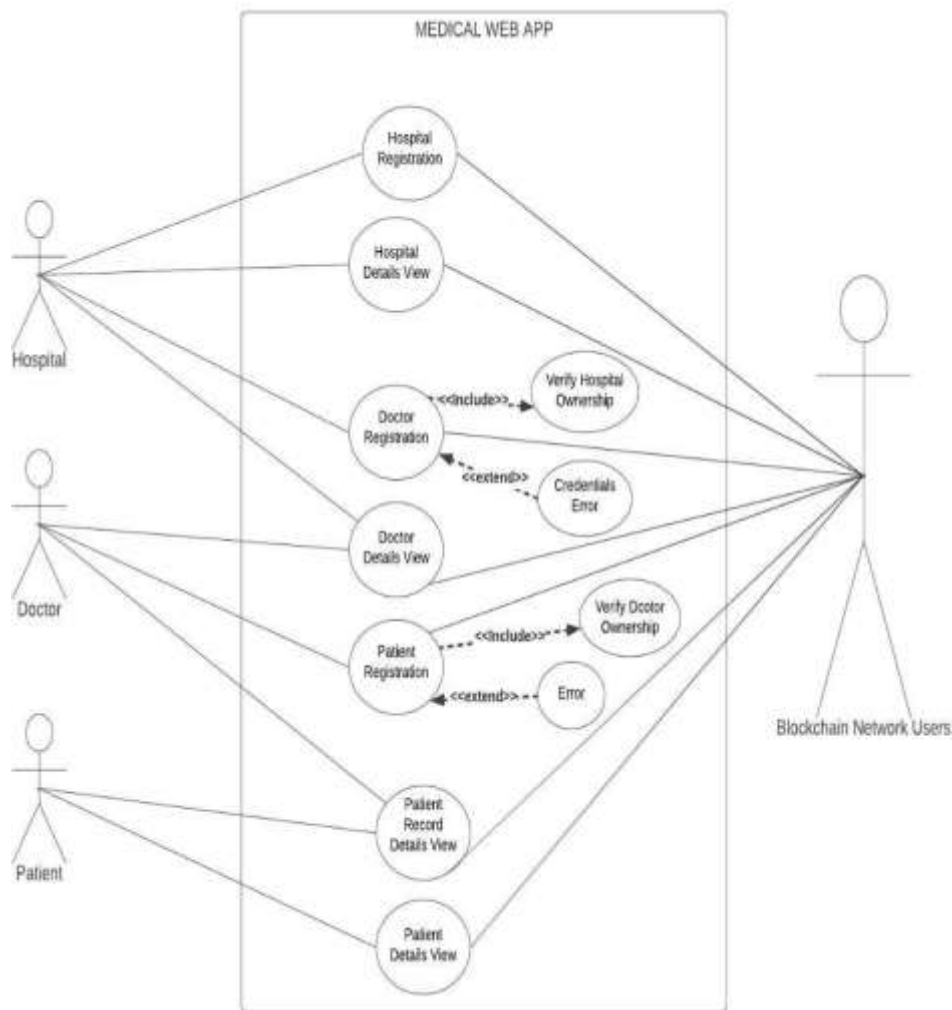 MEDICAL WEB APP
Hospital
Registration
Hospital
Details View
Hospital
Verify Hospital
Ownership
<<Include>>
Doctor
Registration
<<extend>>
Credentials
Error
Doctor
Details View
Doctor
Verify Dcotor
Ownership
<<Include>>
Patient
Registration
<<extend>>
Error
Blockchain Network Users
Patient
Record
Details View
Patient
Patient
Details View